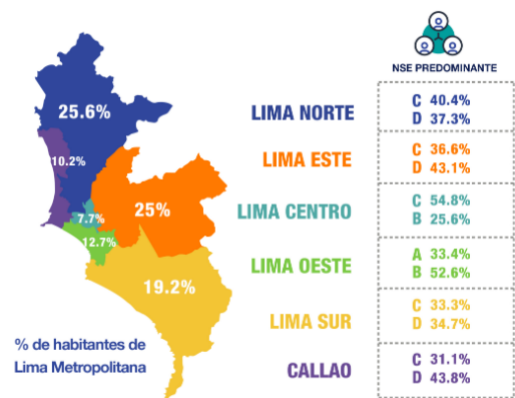 NSE PREDOMINANTE
25.6%
10.2%
7.7%
12.7%
25%
19.2%
% de habitantes de
Lima Metropolitana
LIMA NORTE
C 40.4%
D 37.3%
LIMA ESTE
C 36.6%
D 43.1%
LIMA CENTRO
C 54.8%
B 25.6%
LIMA OESTE
A 33.4%
B 52.6%
LIMA SUR
C 33.3%
D 34.7%
CALLAO
C 31.1%
D 43.8%